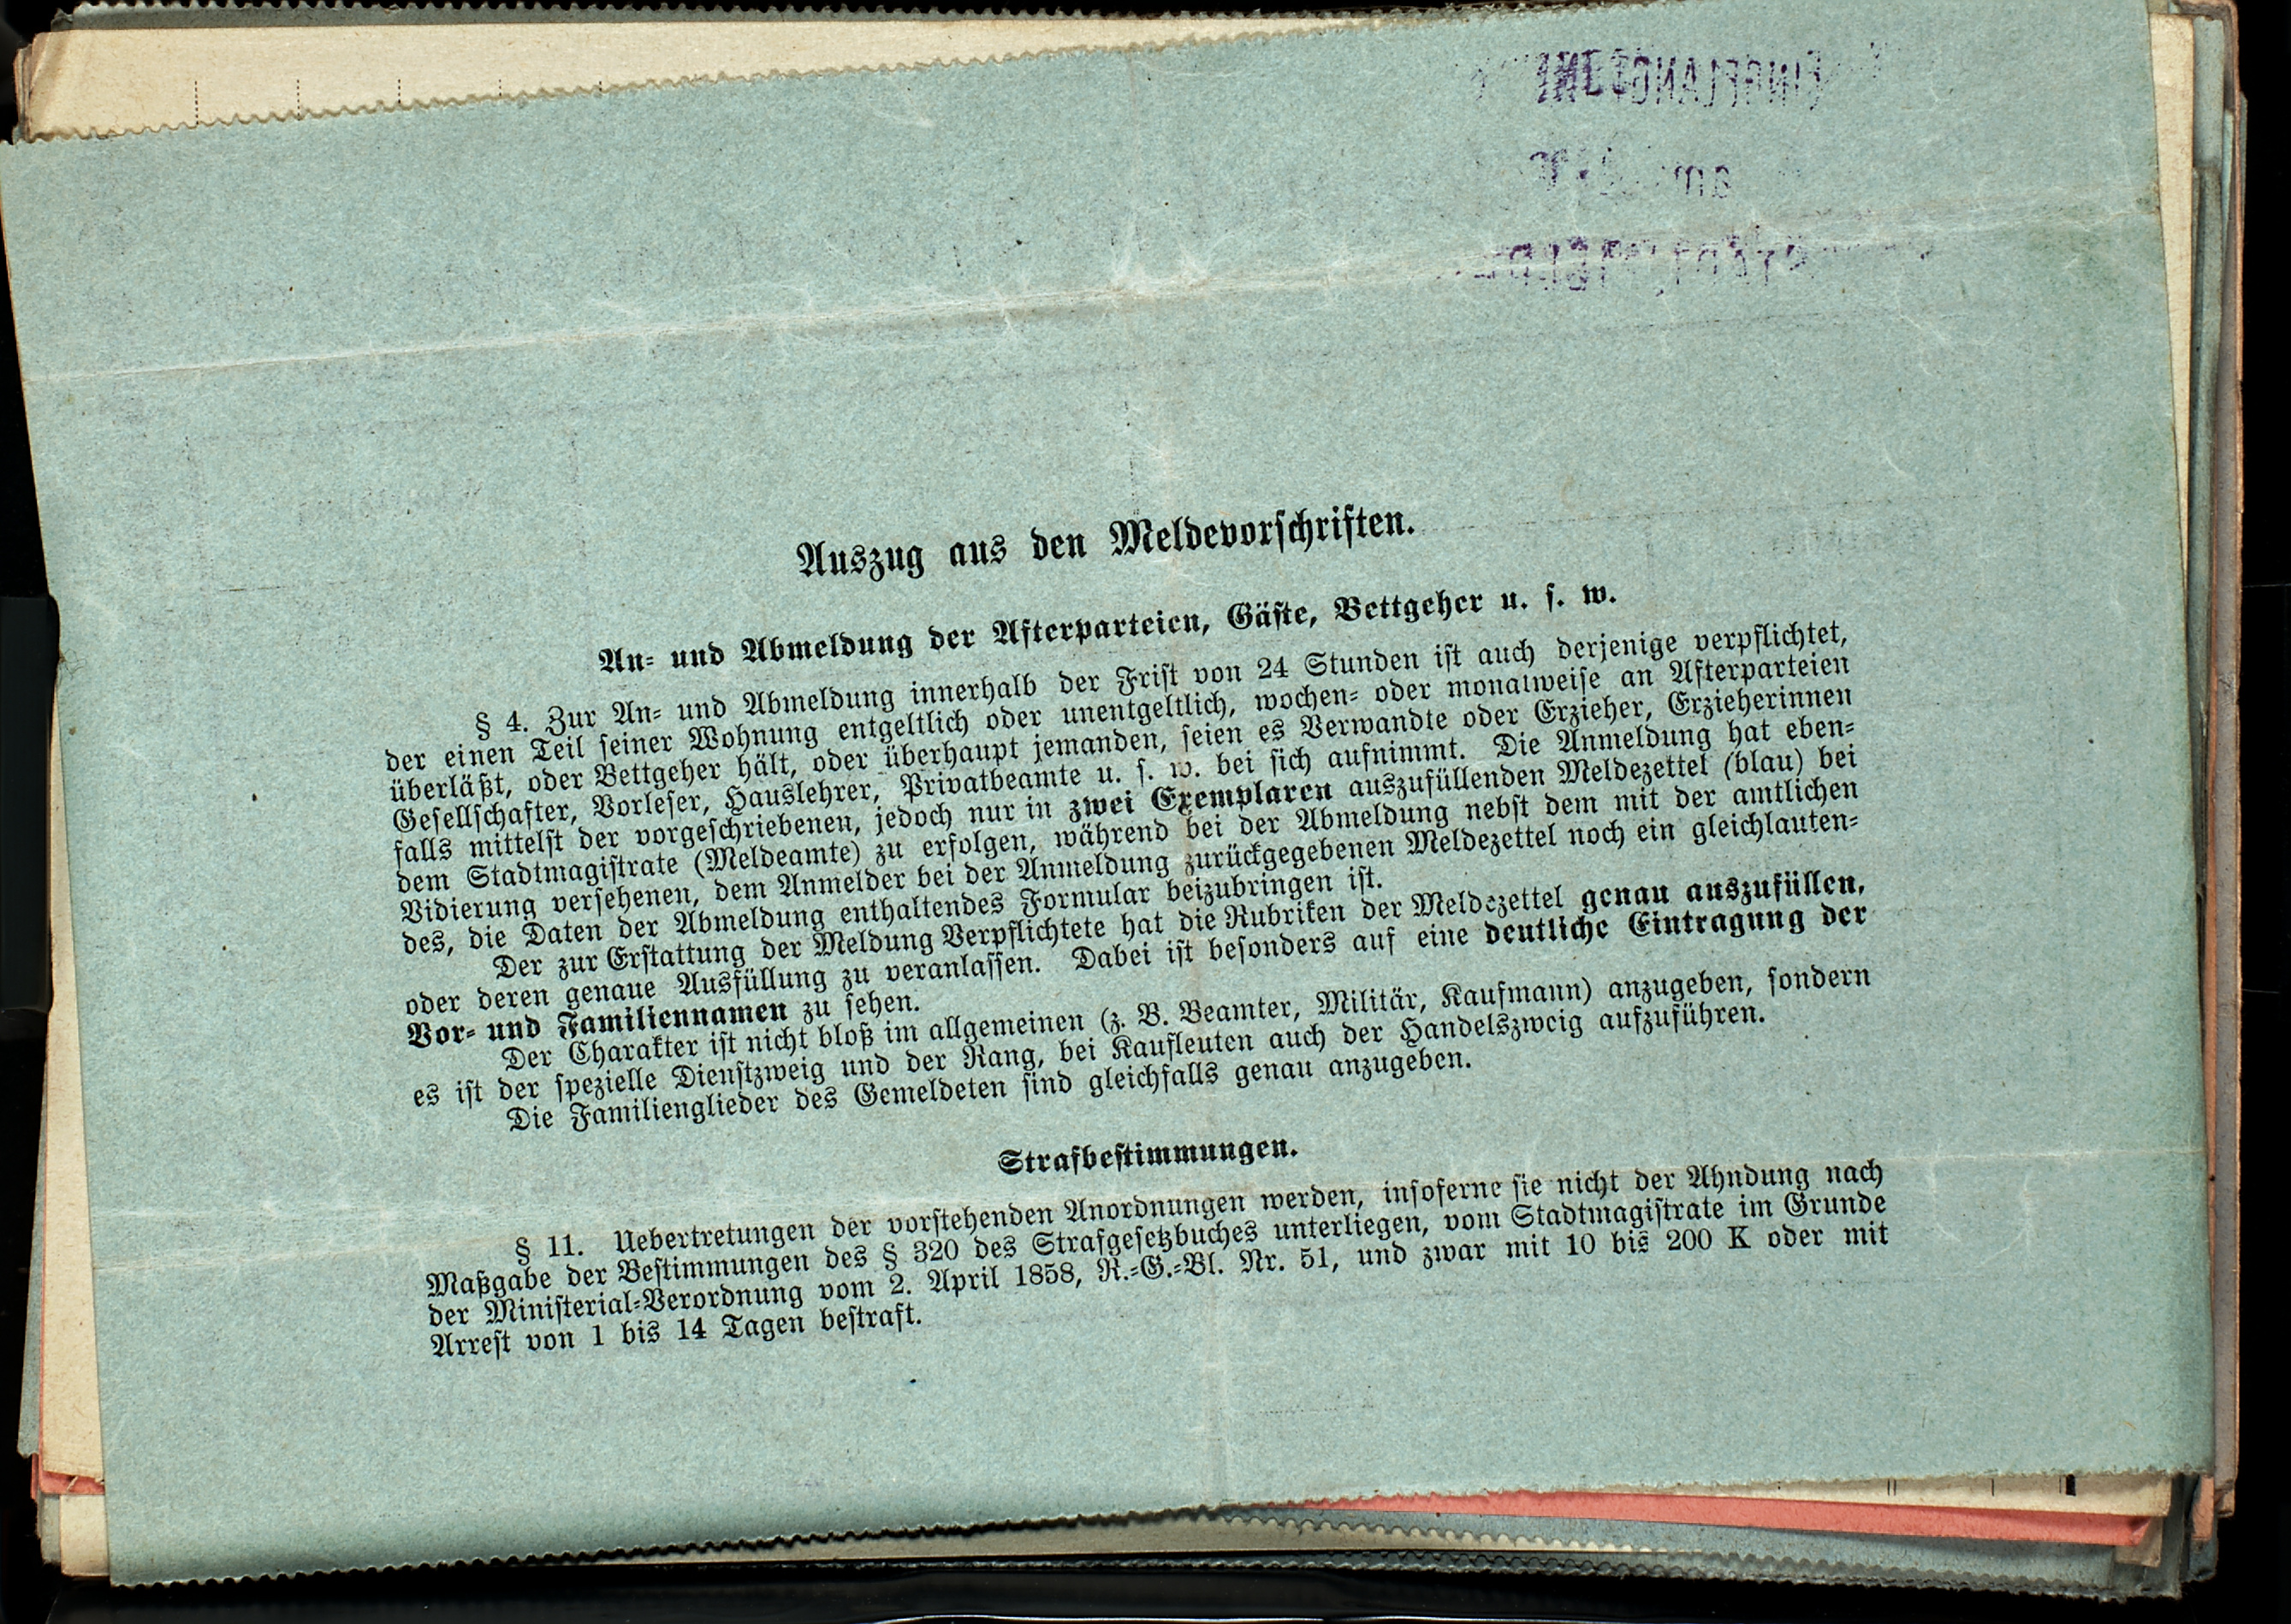 Auszug aus den Meldevorschriften.
An- und Abmeldung der Afterparteien, Gäste, Bettgeher u. s. w.
§ 4. Zur An- und Abmeldung innerhalb der Frist von 24 Stunden ist auch derjenige verpflichtet,
der einen Teil seiner Wohnung entgeltlich oder unentgeltlich, wochen- oder monatweise an Afterparteien
überläßt, oder Bettgeher hält, oder überhaupt jemanden, seien es Verwandte oder Erzieher, Erzieherinnen
Gesellschafter, Vorleser, Hauslehrer, Privatbeamte u. s. w. bei sich aufnimmt. Die Anmeldung hat eben-
falls mittelst der vorgeschriebenen, jedoch nur in zwei Exemplaren auszufüllenden Meldezettel (blau) bei
dem Stadtmagistrate (Meldeamte) zu erfolgen, während bei der Abmeldung nebst dem mit der amtlichen
Vidierung versehenen, dem Anmelder bei der Anmeldung zurückgegebenen Meldezettel noch ein gleichlauten-
des, die Daten der Abmeldung enthaltendes Formular beizubringen ist.
Der zur Erstattung der Meldung Verpflichtete hat die Rubriken der Meldezettel genau auszufüllen,
oder deren genaue Ausfüllung zu veranlassen. Dabei ist besonders auf eine deutliche Eintragung der
Vor- und Familiennamen zu sehen.
Der Charakter ist nicht bloß im allgemeinen (z. B. Beamter, Militär, Kaufmann) anzugeben, sondern
es ist der spezielle Dienstzweig und der Rang, bei Kaufleuten auch der Handelszweig aufzuführen.
Die Familienglieder des Gemeldeten sind gleichfalls genau anzugeben.
Strafbestimmungen.
§ 11. Uebertretungen der vorstehenden Anordnungen werden, insoferne sie nicht der Ahndung nach
Maßgabe der Bestimmungen des § 320 des Strafgesetzbuches unterliegen, vom Stadtmagistrate im Grunde
der Ministerial-Verordnung vom 2. April 1858, R.-G.-Bl. Nr. 51, und zwar mit 10 bis 200 K oder mit
Arrest von 1 bis 14 Tagen bestraft.